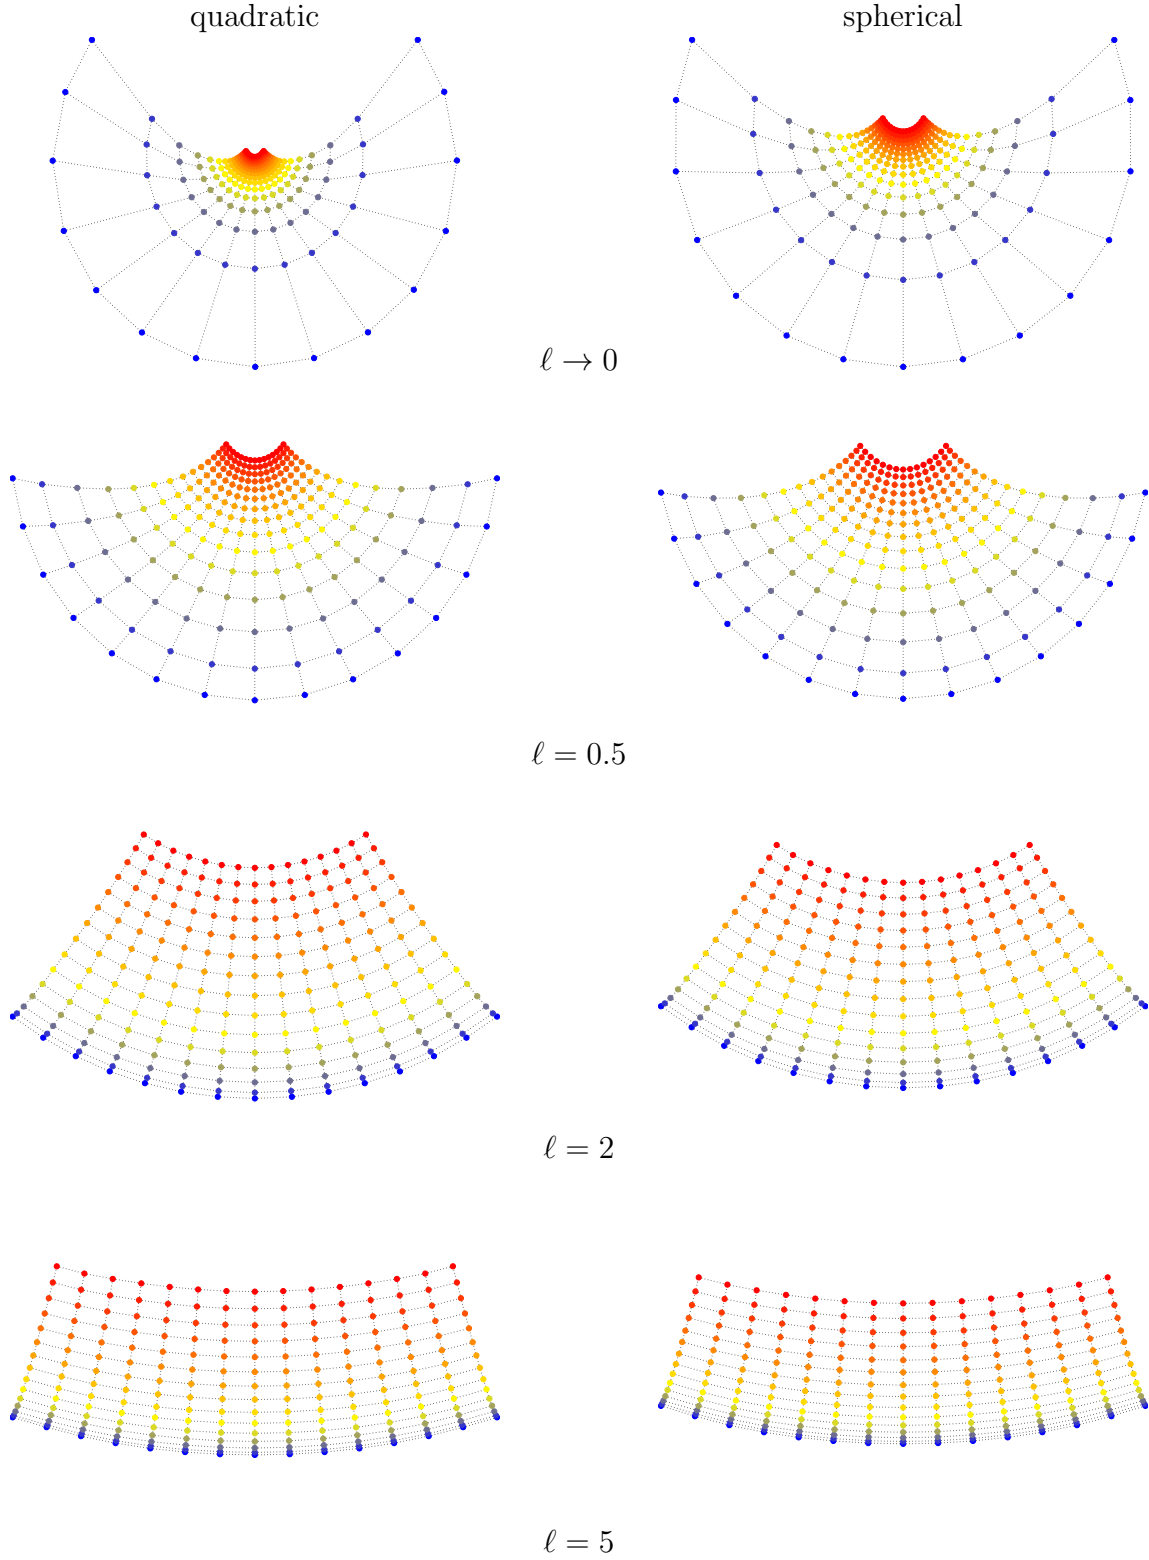 quadratic
spherical
ℓ → 0
ℓ = 0.5
ℓ = 2
ℓ = 5